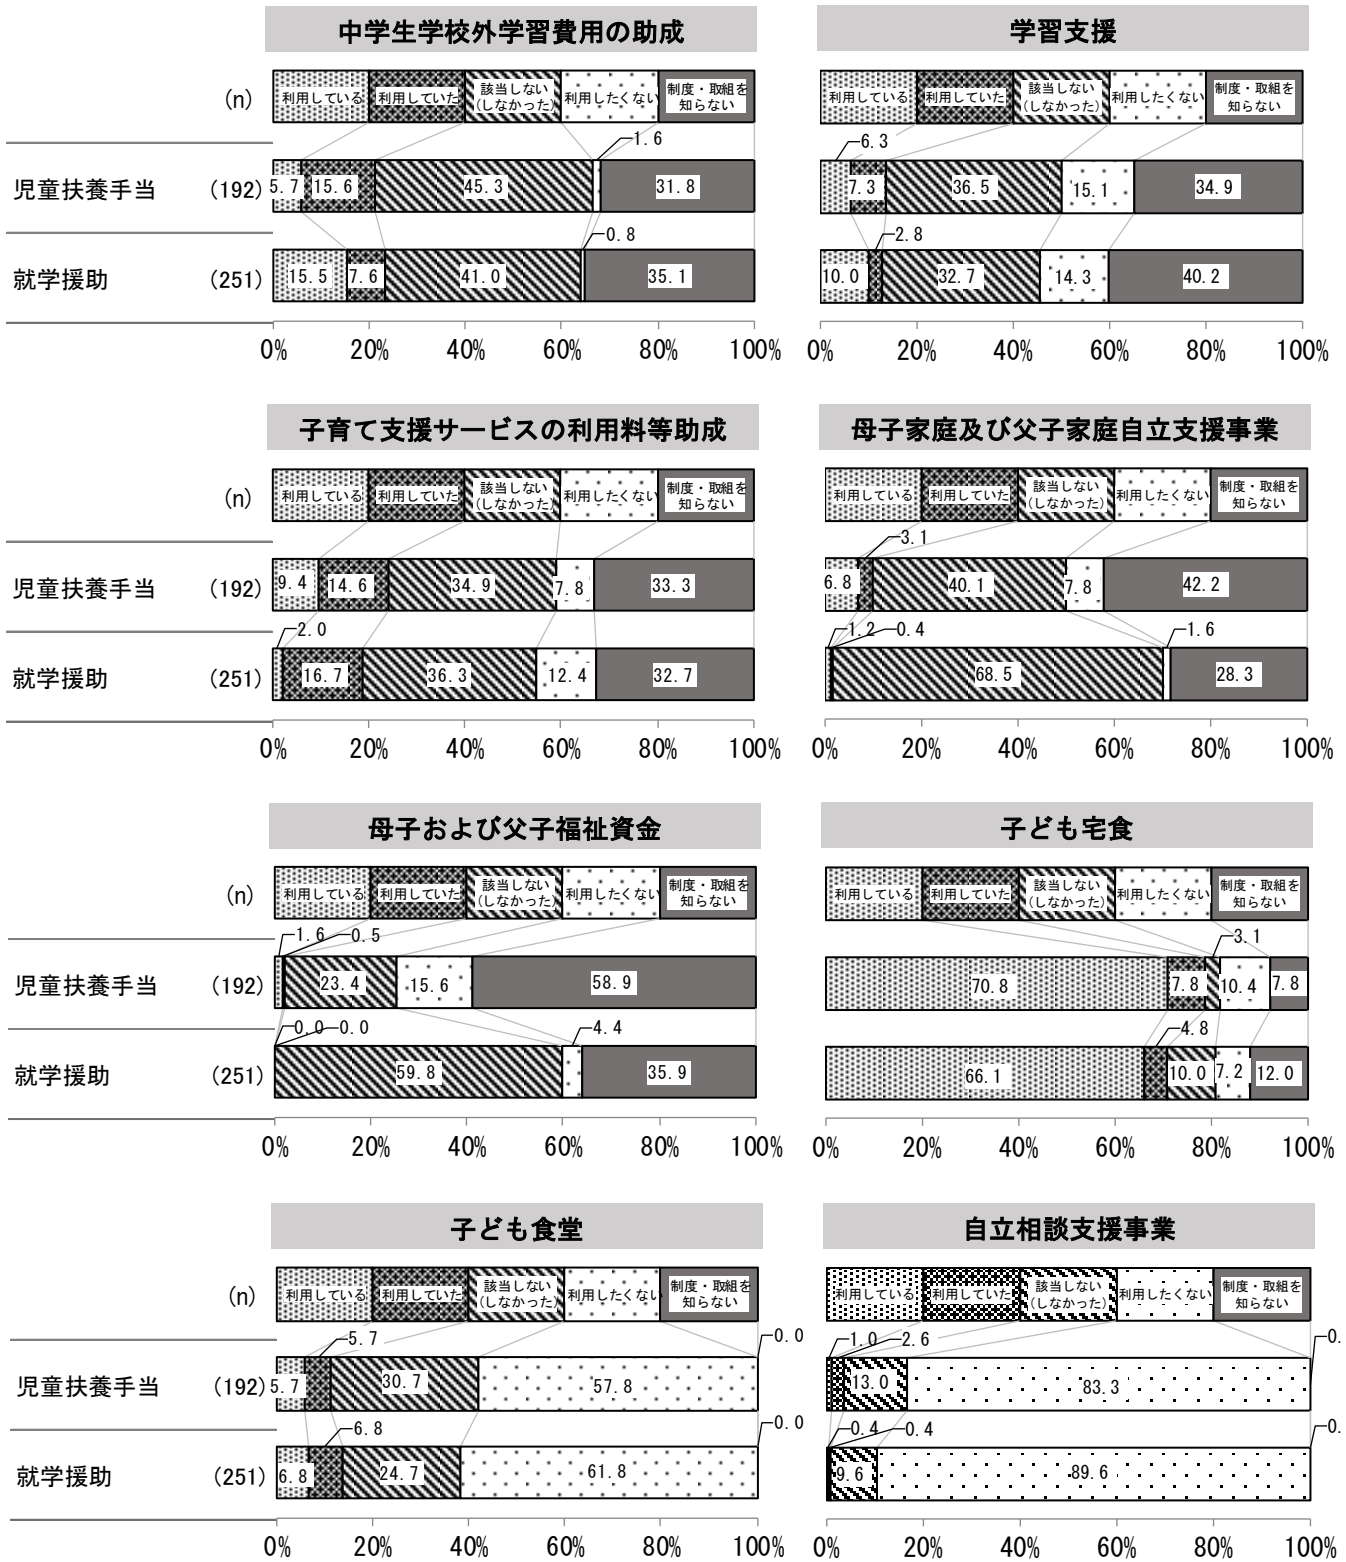 中学生学校外学習費用の助成
(n)
利用している 利用していた 該当しない (しなかった) 利用したくない 制度・取組を 知らない
1.6
児童扶養手当 (192) 5.7 15.6 45.3 31.8
0.8
就学援助 (251) 15.5 7.6 41.0 35.1
0% 20% 40% 60% 80% 100%
学習支援
利用している 利用していた 該当しない (しなかった) 利用したくない 制度・取組を 知らない
6.3
7.3 36.5 15.1 34.9
2.8
10.0 32.7 14.3 40.2
0% 20% 40% 60% 80% 100%
子育て支援サービスの利用料等助成
(n)
利用している 利用していた 該当しない (しなかった) 利用したくない 制度・取組を 知らない
児童扶養手当 (192) 9.4 14.6 34.9 7.8 33.3
2.0
就学援助 (251) 16.7 36.3 12.4 32.7
0% 20% 40% 60% 80% 100%
母子家庭及び父子家庭自立支援事業
利用している 利用していた 該当しない (しなかった) 利用したくない 制度・取組を 知らない
3.1
6.8 40.1 7.8 42.2
1.2 0.4 1.6
68.5 28.3
0% 20% 40% 60% 80% 100%
母子および父子福祉資金
(n)
利用している 利用していた 該当しない (しなかった) 利用したくない 制度・取組を 知らない
1.6 0.5
児童扶養手当 (192) 23.4 15.6 58.9
0.0 0.0 4.4
就学援助 (251) 59.8 35.9
0% 20% 40% 60% 80% 100%
子ども宅食
利用している 利用していた 該当しない (しなかった) 利用したくない 制度・取組を 知らない
3.1
70.8 7.8 10.4 7.8
4.8
66.1 10.0 7.2 12.0
0% 20% 40% 60% 80% 100%
子ども食堂
(n)
利用している 利用していた 該当しない (しなかった) 利用したくない 制度・取組を 知らない
5.7 0.0
児童扶養手当 (192) 5.7 30.7 57.8
6.8 0.0
就学援助 (251) 6.8 24.7 61.8
0% 20% 40% 60% 80% 100%
自立相談支援事業
利用している 利用していた 該当しない (しなかった) 利用したくない 制度・取組を 知らない
1.0 2.6 0.
13.0 83.3
0.4 0.4 0.
9.6 89.6
0% 20% 40% 60% 80% 100%